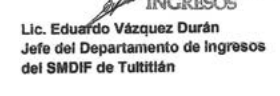 INGRESOS
Lic. Eduardo Vázquez Durán
Jefe del Departamento de Ingresos
del SMDIF de Tultitlán